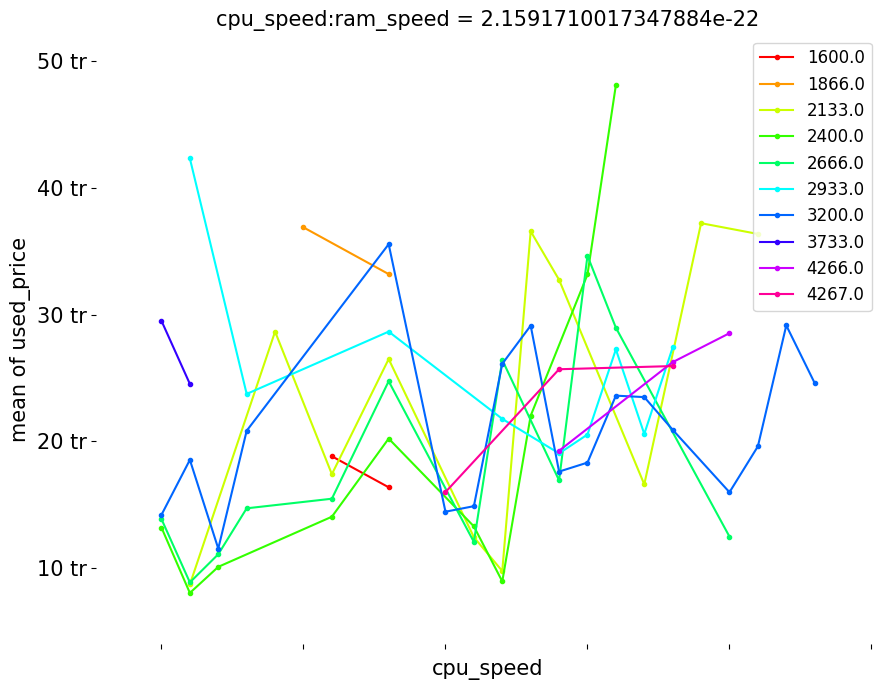 cpu_speed:ram_speed = 2.1591710017347884e-22
50 tr
40 tr
30 tr
20 tr
10 tr
mean of used_price
cpu_speed
1600.0
1866.0
2133.0
2400.0
2666.0
2933.0
3200.0
3733.0
4266.0
4267.0